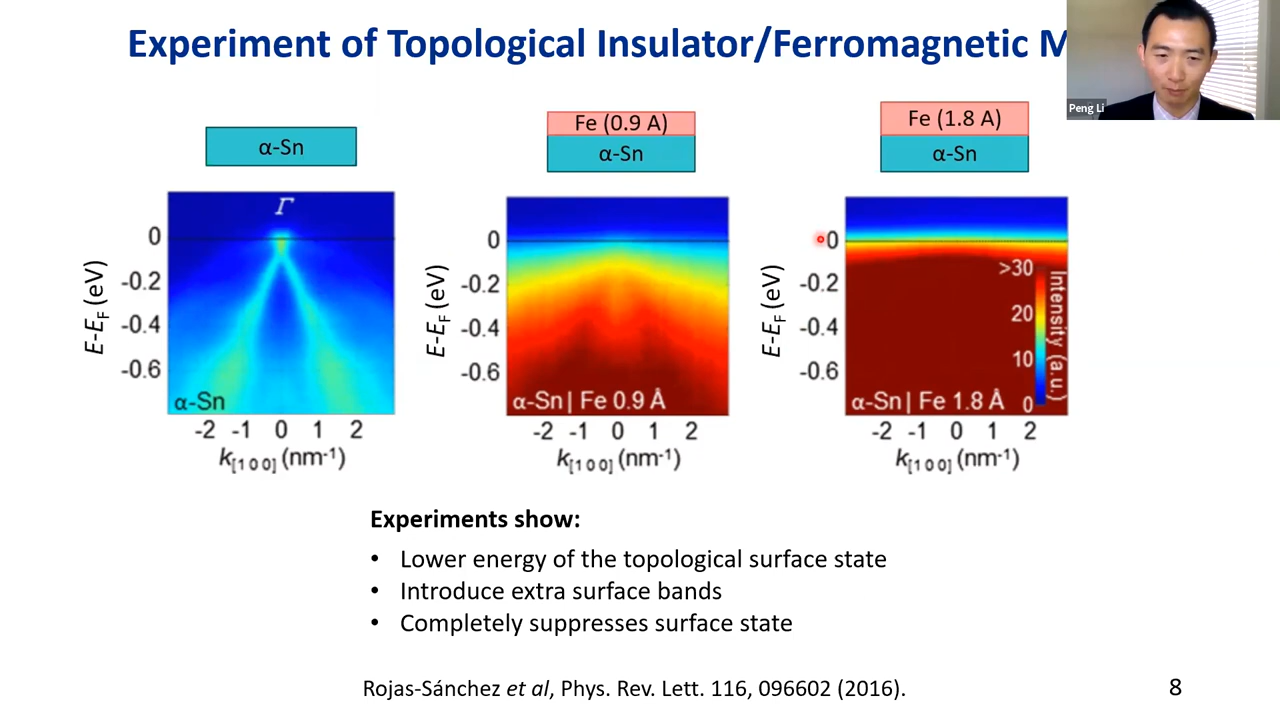 Experiment of Topological Insulator/Ferromagnetic
Peng Li
α-Sn
Fe (0.9 A)
α-Sn
Fe (1.8 A)
α-Sn
E-EF (eV)
0
-0.2
-0.4
-0.6
Γ
α-Sn
-2 -1 0 1 2
k[1 0 0] (nm-1)
E-EF (eV)
0
-0.2
-0.4
-0.6
α-Sn | Fe 0.9 Å
-2 -1 0 1 2
k[1 0 0] (nm-1)
E-EF (eV)
0
-0.2
-0.4
-0.6
>30
20
10
0
Intensity (a.u.)
α-Sn | Fe 1.8 Å
-2 -1 0 1 2
k[1 0 0] (nm-1)
Experiments show:
• Lower energy of the topological surface state
• Introduce extra surface bands
• Completely suppresses surface state
Rojas-Sánchez et al, Phys. Rev. Lett. 116, 096602 (2016).
8